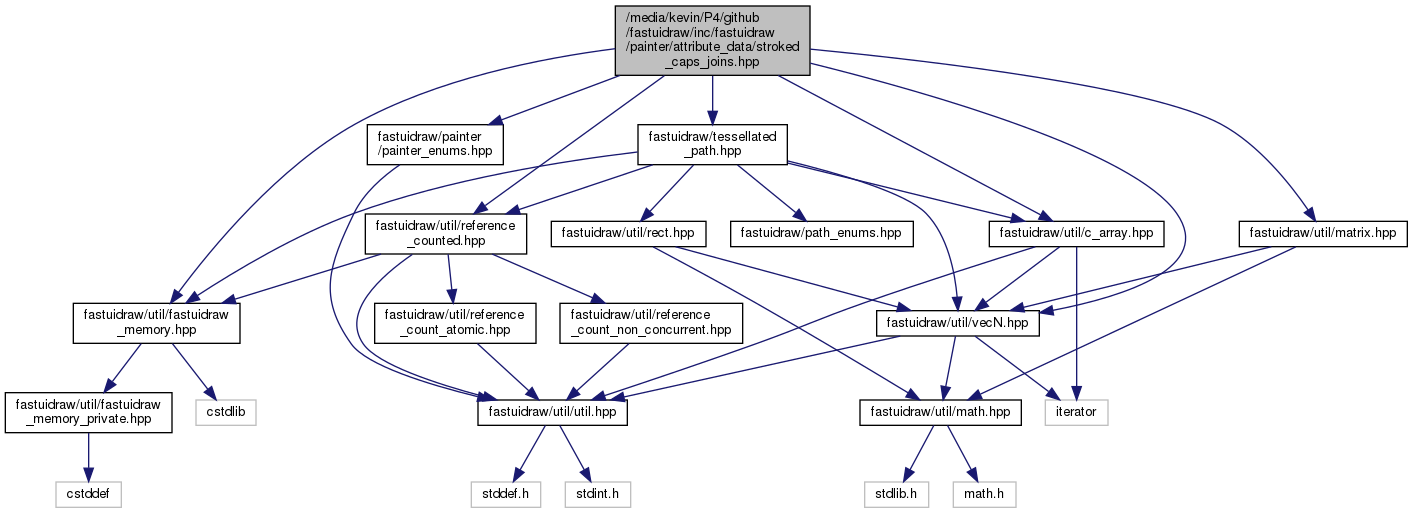 /media/kevin/P4/github
/fastuidraw/inc/fastuidraw
/painter/attribute_data/stroked
_caps_joins.hpp
fastuidraw/painter
/painter_enums.hpp
fastuidraw/tessellated
_path.hpp
fastuidraw/util/reference
_counted.hpp
fastuidraw/util/rect.hpp
fastuidraw/path_enums.hpp
fastuidraw/util/c_array.hpp
fastuidraw/util/matrix.hpp
fastuidraw/util/fastuidraw
_memory.hpp
fastuidraw/util/reference
_count_atomic.hpp
fastuidraw/util/reference
_count_non_concurrent.hpp
fastuidraw/util/vecN.hpp
fastuidraw/util/fastuidraw
_memory_private.hpp
cstdlib
fastuidraw/util/util.hpp
fastuidraw/util/math.hpp
iterator
cstddef
stddef.h
stdint.h
stdlib.h
math.h